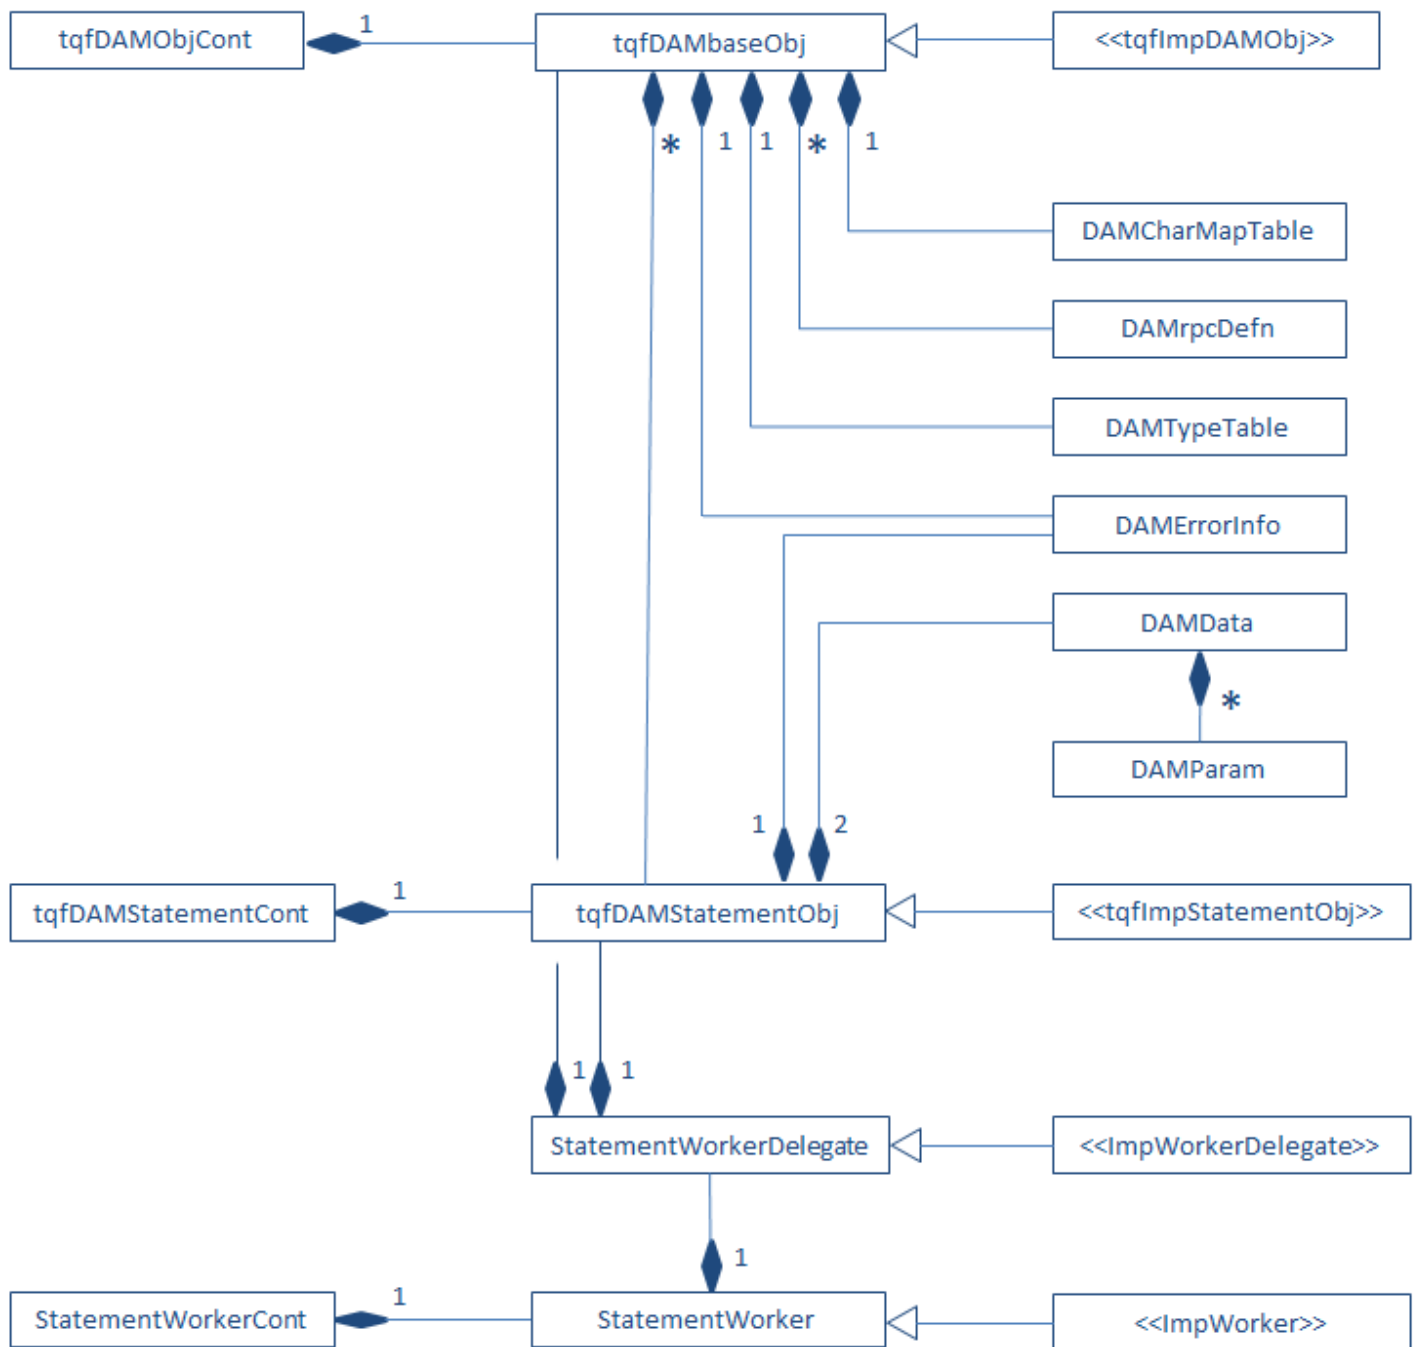 tqfDAMObjCont
1
tqfDAMbaseObj
<<tqfImpDAMObj>>
* 1 1 * 1
DAMCharMapTable
DAMrpcDefn
DAMTypeTable
DAMErrorInfo
DAMData
*
DAMParam
1 2
tqfDAMStatementCont
1
tqfDAMStatementObj
<<tqfImpStatementObj>>
1 1
StatementWorkerDelegate
<<ImpWorkerDelegate>>
1
StatementWorkerCont
1
StatementWorker
<<ImpWorker>>